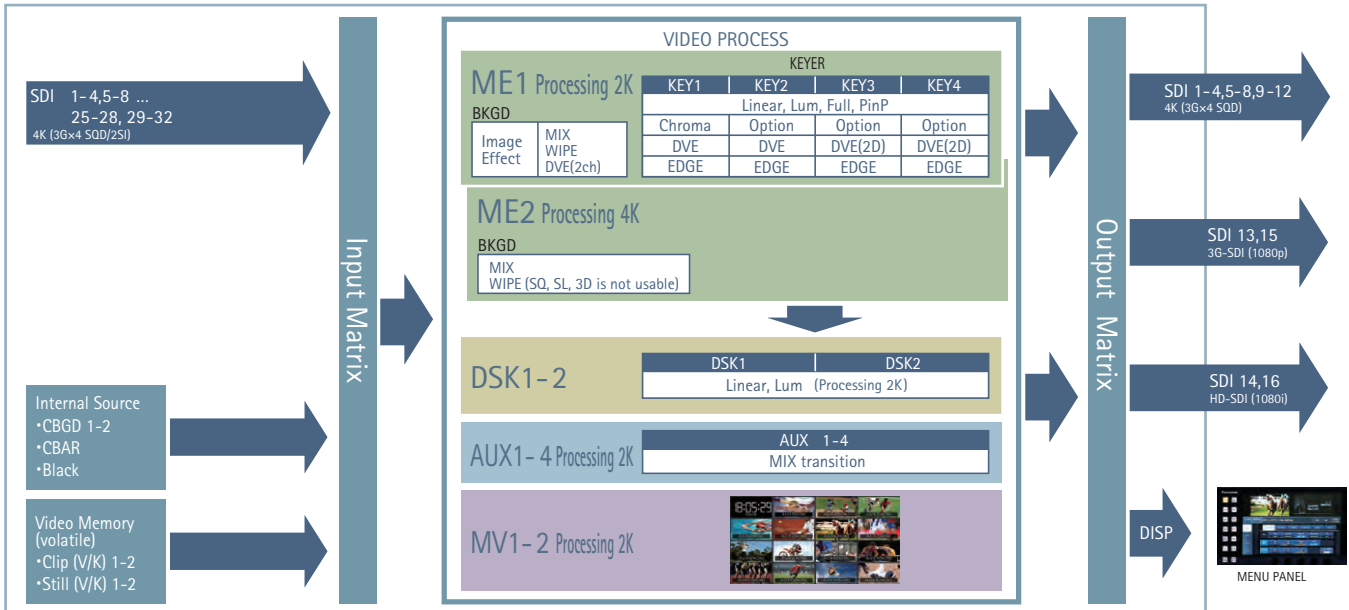 SDI 1-4,5-8 ...
25-28, 29-32
4K (3G×4 SQD/2SI)
Internal Source
•CBGD 1-2
•CBAR
•Black
Video Memory
(volatile)
•Clip (V/K) 1-2
•Still (V/K) 1-2
Input Matrix
VIDEO PROCESS
ME1 Processing 2K
BKGD
Image
Effect
MIX
WIPE
DVE(2ch)
KEYER
KEY1 KEY2 KEY3 KEY4
Linear, Lum, Full, PinP
Chroma Option Option Option
DVE DVE DVE(2D) DVE(2D)
EDGE EDGE EDGE EDGE
ME2 Processing 4K
BKGD
MIX
WIPE (SQ, SL, 3D is not usable)
DSK1-2
DSK1 DSK2
Linear, Lum (Processing 2K)
AUX1-4 Processing 2K
AUX 1-4
MIX transition
MV1-2 Processing 2K
18:05:29
Output Matrix
SDI 1-4,5-8,9-12
4K (3G×4 SQD)
SDI 13,15
3G-SDI (1080p)
SDI 14,16
HD-SDI (1080i)
DISP
MENU PANEL